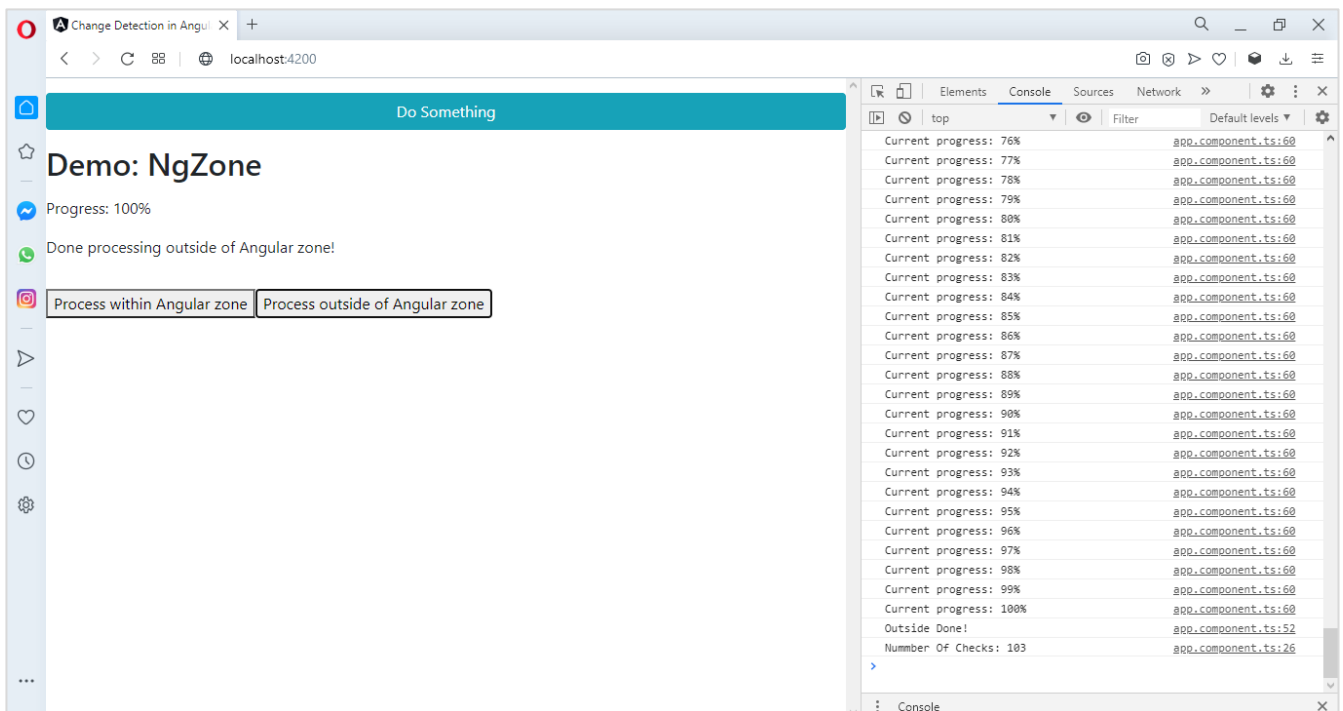 Change Detection in Angul
localhost:4200
Do Something
Demo: NgZone
Progress: 100%
Done processing outside of Angular zone!
Process within Angular zone Process outside of Angular zone
Elements Console Sources Network
top Filter Default levels
Current progress: 76% app.component.ts:60
Current progress: 77% app.component.ts:60
Current progress: 78% app.component.ts:60
Current progress: 79% app.component.ts:60
Current progress: 80% app.component.ts:60
Current progress: 81% app.component.ts:60
Current progress: 82% app.component.ts:60
Current progress: 83% app.component.ts:60
Current progress: 84% app.component.ts:60
Current progress: 85% app.component.ts:60
Current progress: 86% app.component.ts:60
Current progress: 87% app.component.ts:60
Current progress: 88% app.component.ts:60
Current progress: 89% app.component.ts:60
Current progress: 90% app.component.ts:60
Current progress: 91% app.component.ts:60
Current progress: 92% app.component.ts:60
Current progress: 93% app.component.ts:60
Current progress: 94% app.component.ts:60
Current progress: 95% app.component.ts:60
Current progress: 96% app.component.ts:60
Current progress: 97% app.component.ts:60
Current progress: 98% app.component.ts:60
Current progress: 99% app.component.ts:60
Current progress: 100% app.component.ts:60
Outside Done! app.component.ts:52
Nummber Of Checks: 103 app.component.ts:26
Console